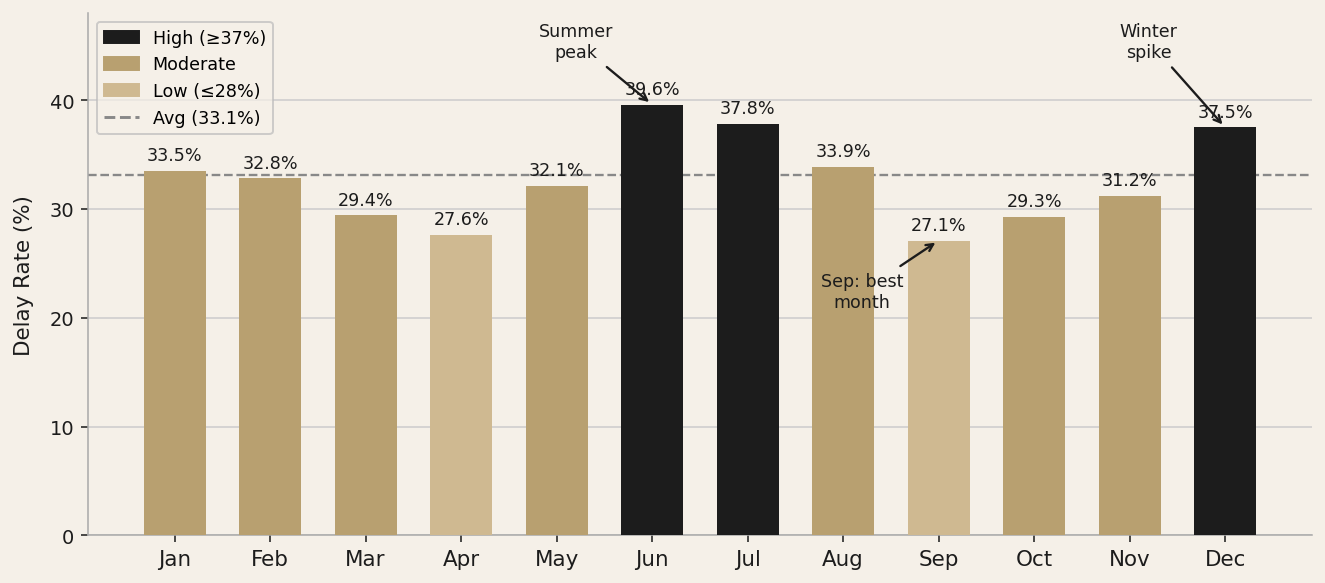 Summer
peak
Winter
spike
High (≥37%)
Moderate
Low (≤28%)
Avg (33.1%)
Delay Rate (%)
40
30
20
10
0
33.5%
32.8%
29.4%
27.6%
32.1%
39.6%
37.8%
33.9%
27.1%
29.3%
31.2%
37.5%
Sep: best
month
Jan
Feb
Mar
Apr
May
Jun
Jul
Aug
Sep
Oct
Nov
Dec